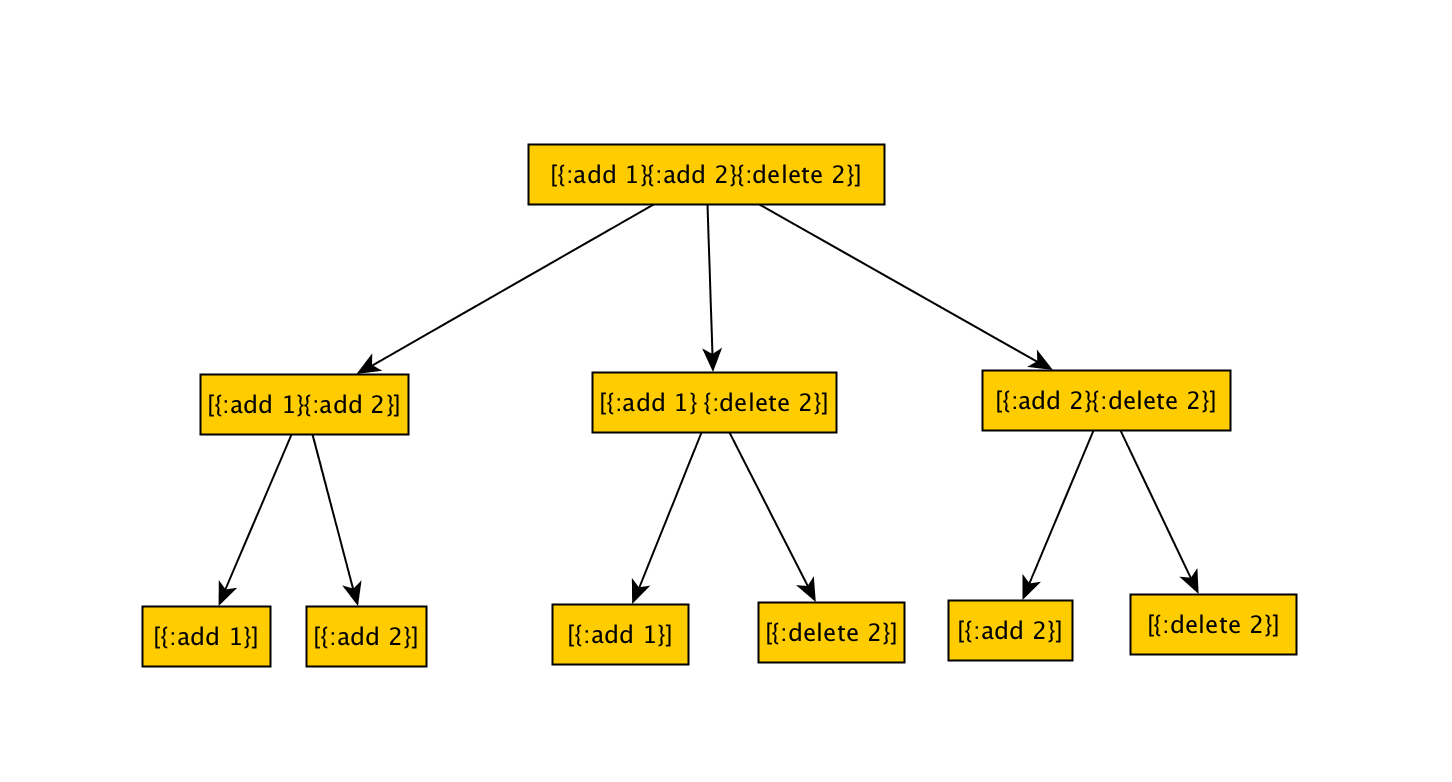 [{:add 1}{:add 2}{:delete 2}]
[{:add 1}{:add 2}]
[{:add 1} {:delete 2}]
[{:add 2}{:delete 2}]
[{:add 1}]
[{:add 2}]
[{:add 1}]
[{:delete 2}]
[{:add 2}]
[{:delete 2}]